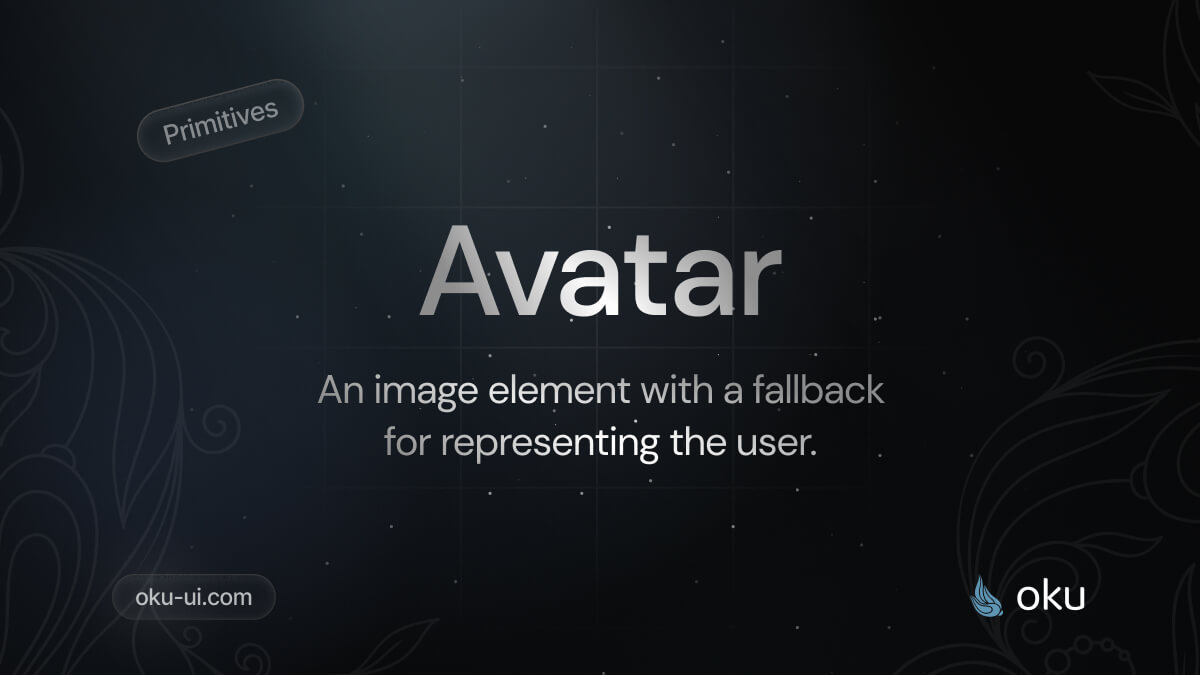 Primitives
Avatar
An image element with a fallback
for representing the user.
oku-ui.com
oku